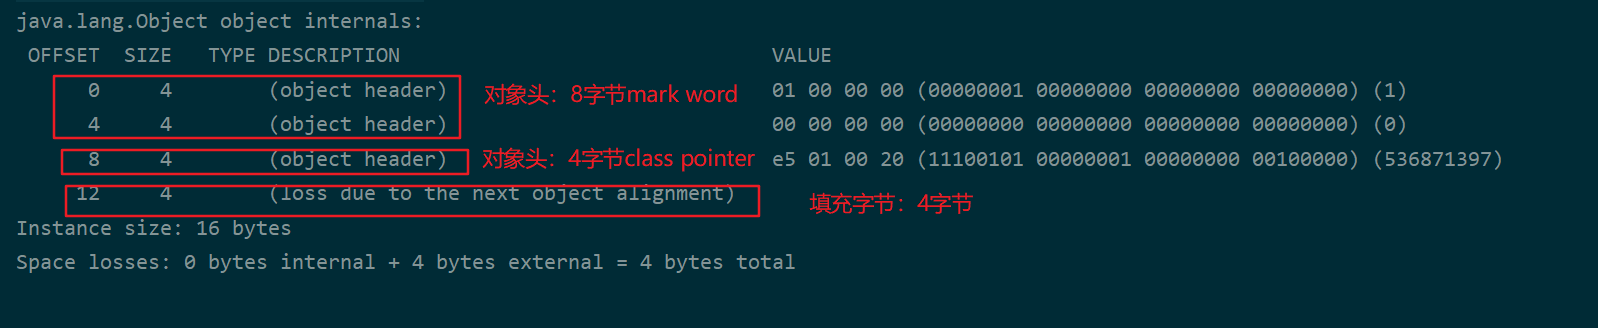 java.lang.Object object internals:
OFFSET SIZE TYPE DESCRIPTION VALUE
0 4 (object header) 对象头：8字节mark word 01 00 00 00 (00000001 00000000 00000000 00000000) (1)
4 4 (object header) 00 00 00 00 (00000000 00000000 00000000 00000000) (0)
8 4 (object header) 对象头：4字节class pointer e5 01 00 20 (11100101 00000001 00000000 00100000) (536871397)
12 4 (loss due to the next object alignment) 填充字节：4字节
Instance size: 16 bytes
Space losses: 0 bytes internal + 4 bytes external = 4 bytes total